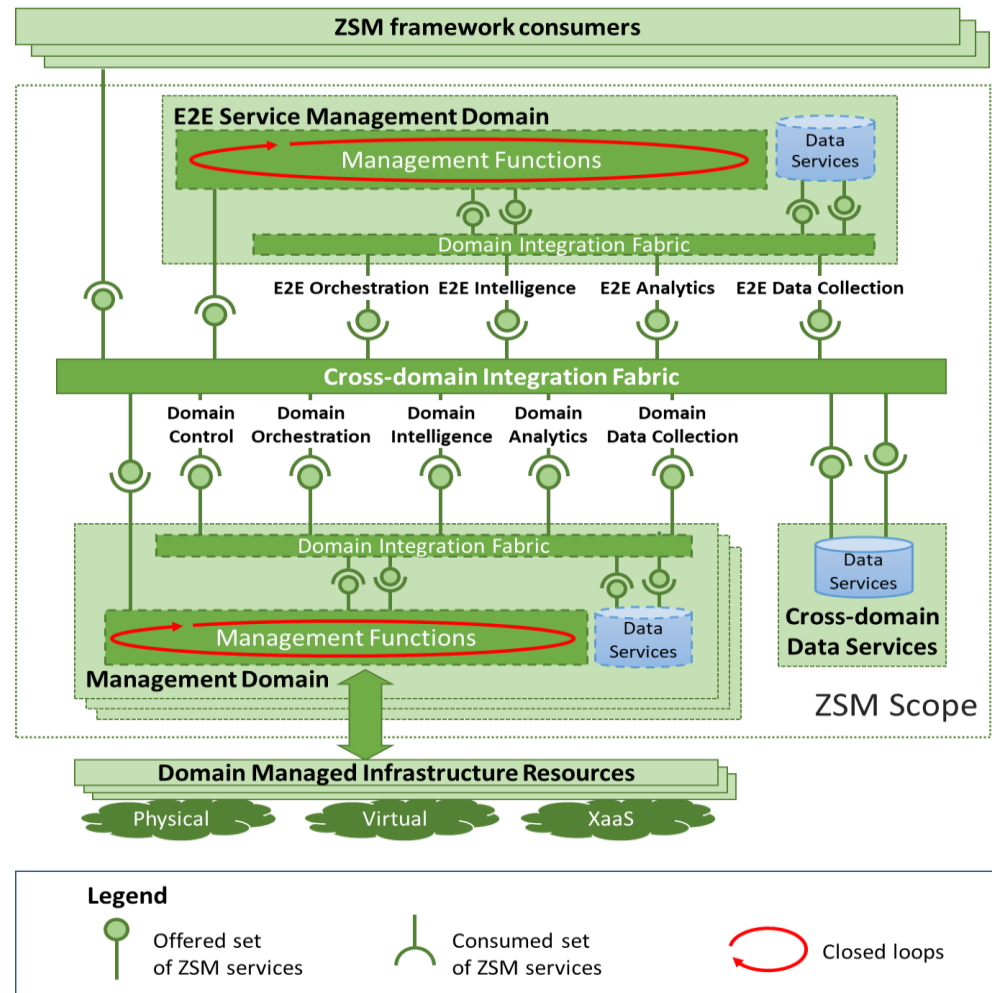 ZSM framework consumers
E2E Service Management Domain
Management Functions
Data
Services
Domain Integration Fabric
E2E Orchestration
E2E Intelligence
E2E Analytics
E2E Data Collection
Cross-domain Integration Fabric
Domain
Control
Domain
Orchestration
Domain
Intelligence
Domain
Analytics
Domain
Data Collection
Domain Integration Fabric
Management Functions
Data
Services
Management Domain
Data
Services
Cross-domain
Data Services
ZSM Scope
Domain Managed Infrastructure Resources
Physical
Virtual
XaaS
Legend
Offered set
of ZSM services
Consumed set
of ZSM services
Closed loops